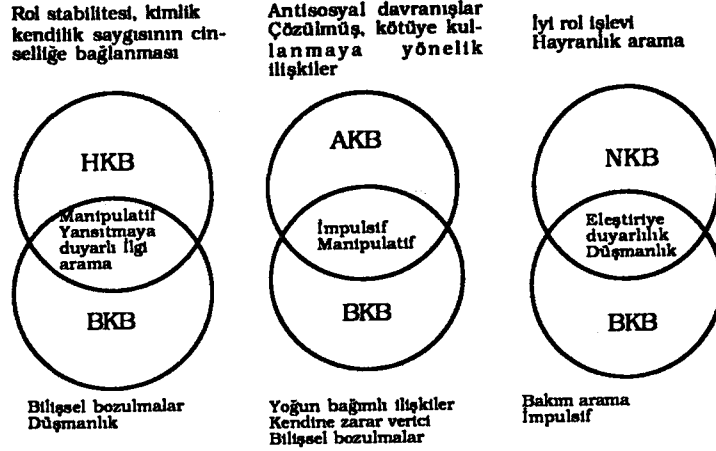 Rol stabilitesi, kimlik
kendilik saygısının cin-
selliğe bağlanması
HKB
Manipulatif
Yansıtmaya
duyarlı İlgi
arama
BKB
Bilişsel bozulmalar
Düşmanlık
Antisosyal davranışlar
Çözülmüş, kötüye kul-
lanmaya yönelik
ilişkiler
AKB
İmpulsif
Manipulatif
BKB
Yoğun bağımlı ilişkiler
Kendine zarar verici
Bilişsel bozulmalar
İyi rol işlevi
Hayranlık arama
NKB
Eleştiriye
duyarlılık
Düşmanlık
BKB
Bakım arama
İmpulsif